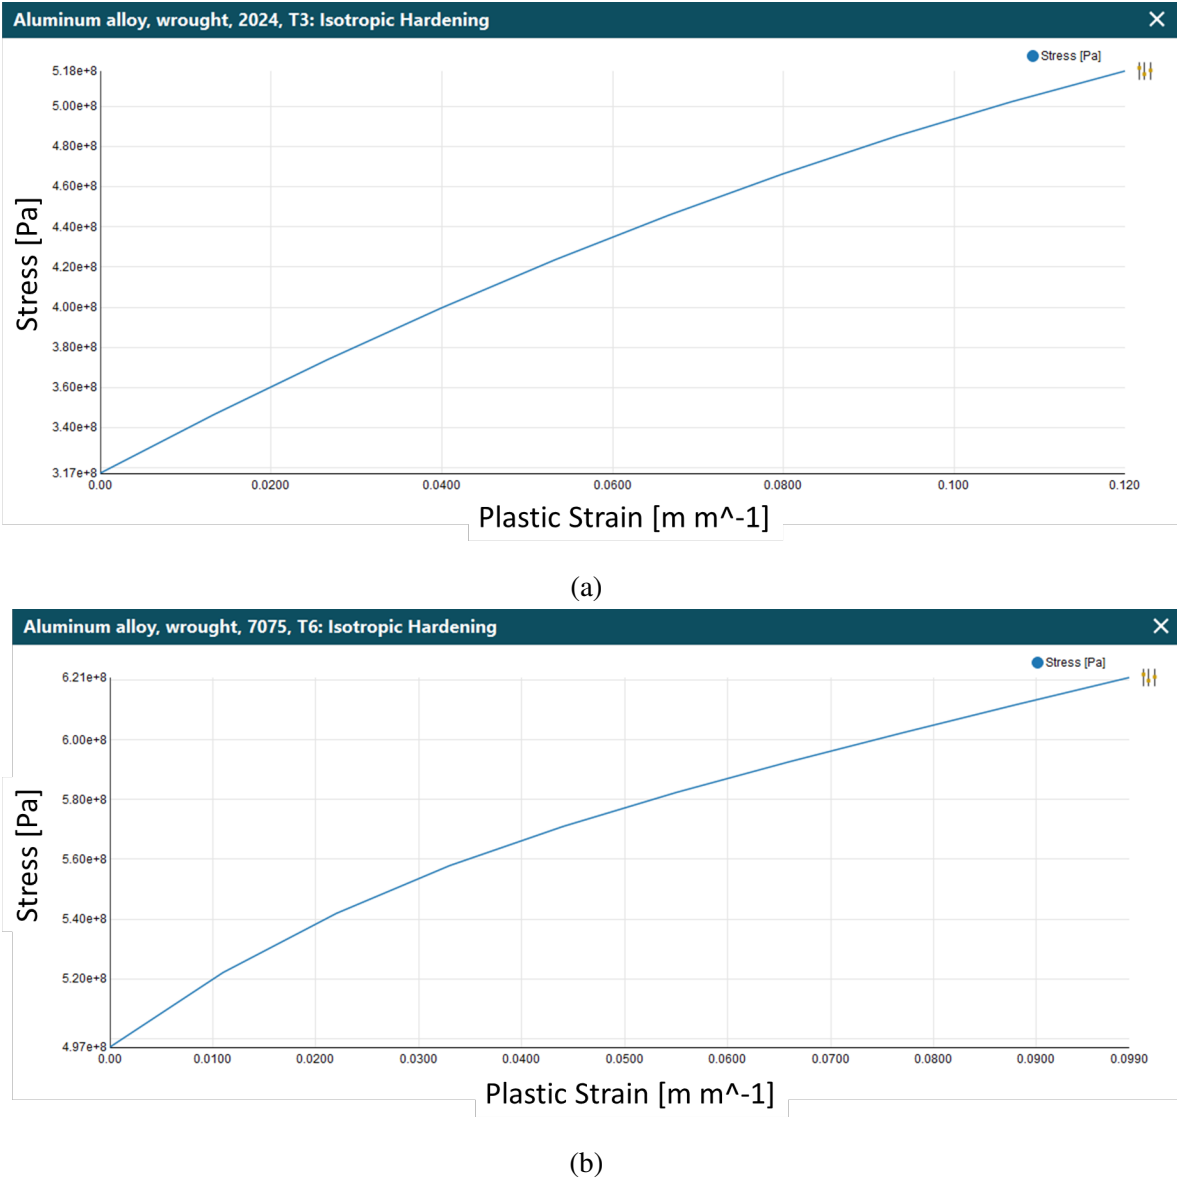 Aluminum alloy, wrought, 2024, T3: Isotropic Hardening
Stress [Pa]
5.18e+8
5.00e+8
4.80e+8
4.60e+8
4.40e+8
4.20e+8
4.00e+8
3.80e+8
3.60e+8
3.40e+8
3.17e+8
Stress [Pa]
0.00 0.0200 0.0400 0.0600 0.0800 0.100 0.120
Plastic Strain [m m^-1]
(a)
Aluminum alloy, wrought, 7075, T6: Isotropic Hardening
Stress [Pa]
6.21e+8
6.00e+8
5.80e+8
5.60e+8
5.40e+8
5.20e+8
4.97e+8
Stress [Pa]
0.00 0.0100 0.0200 0.0300 0.0400 0.0500 0.0600 0.0700 0.0800 0.0900 0.0990
Plastic Strain [m m^-1]
(b)